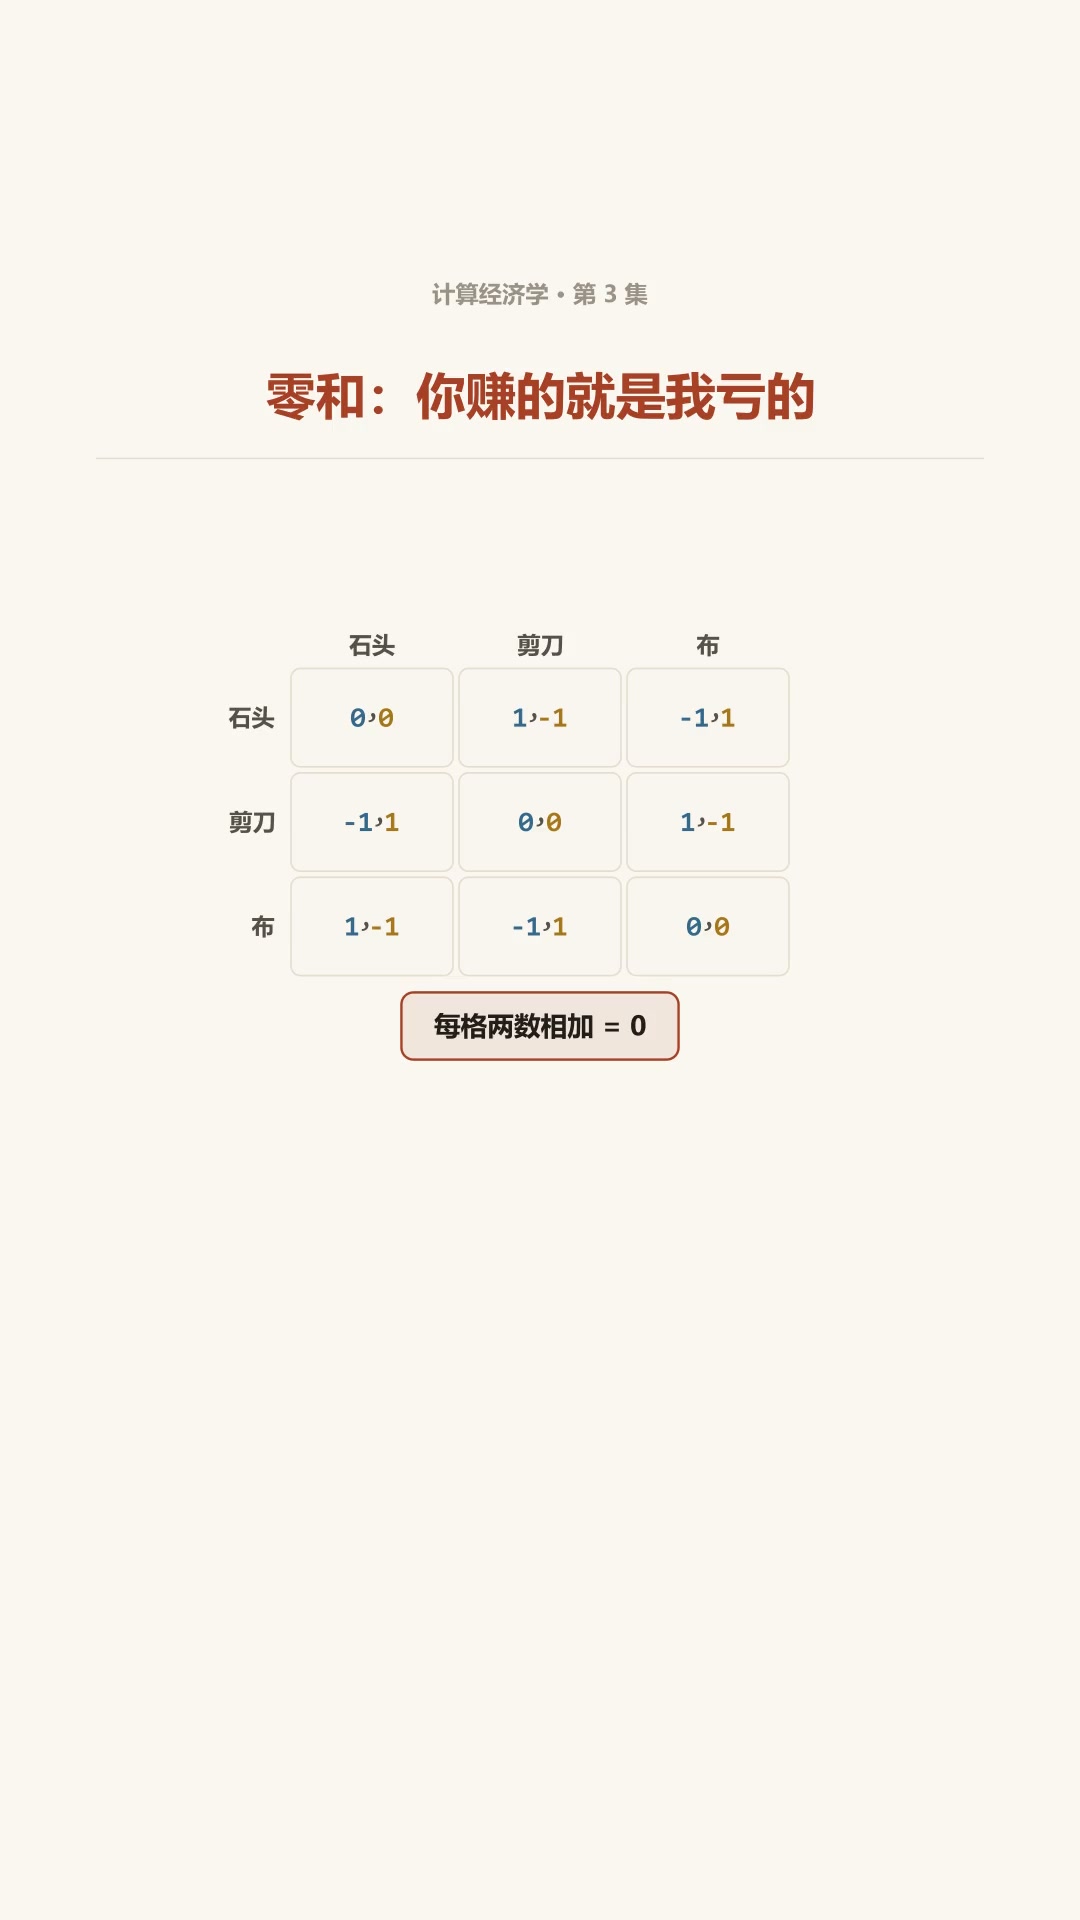 计算经济学·第 3 集
零和：你赚的就是我亏的
石头 剪刀 布
石头 0,0 1,-1 -1,1
剪刀 -1,1 0,0 1,-1
布 1,-1 -1,1 0,0
每格两数相加 = 0